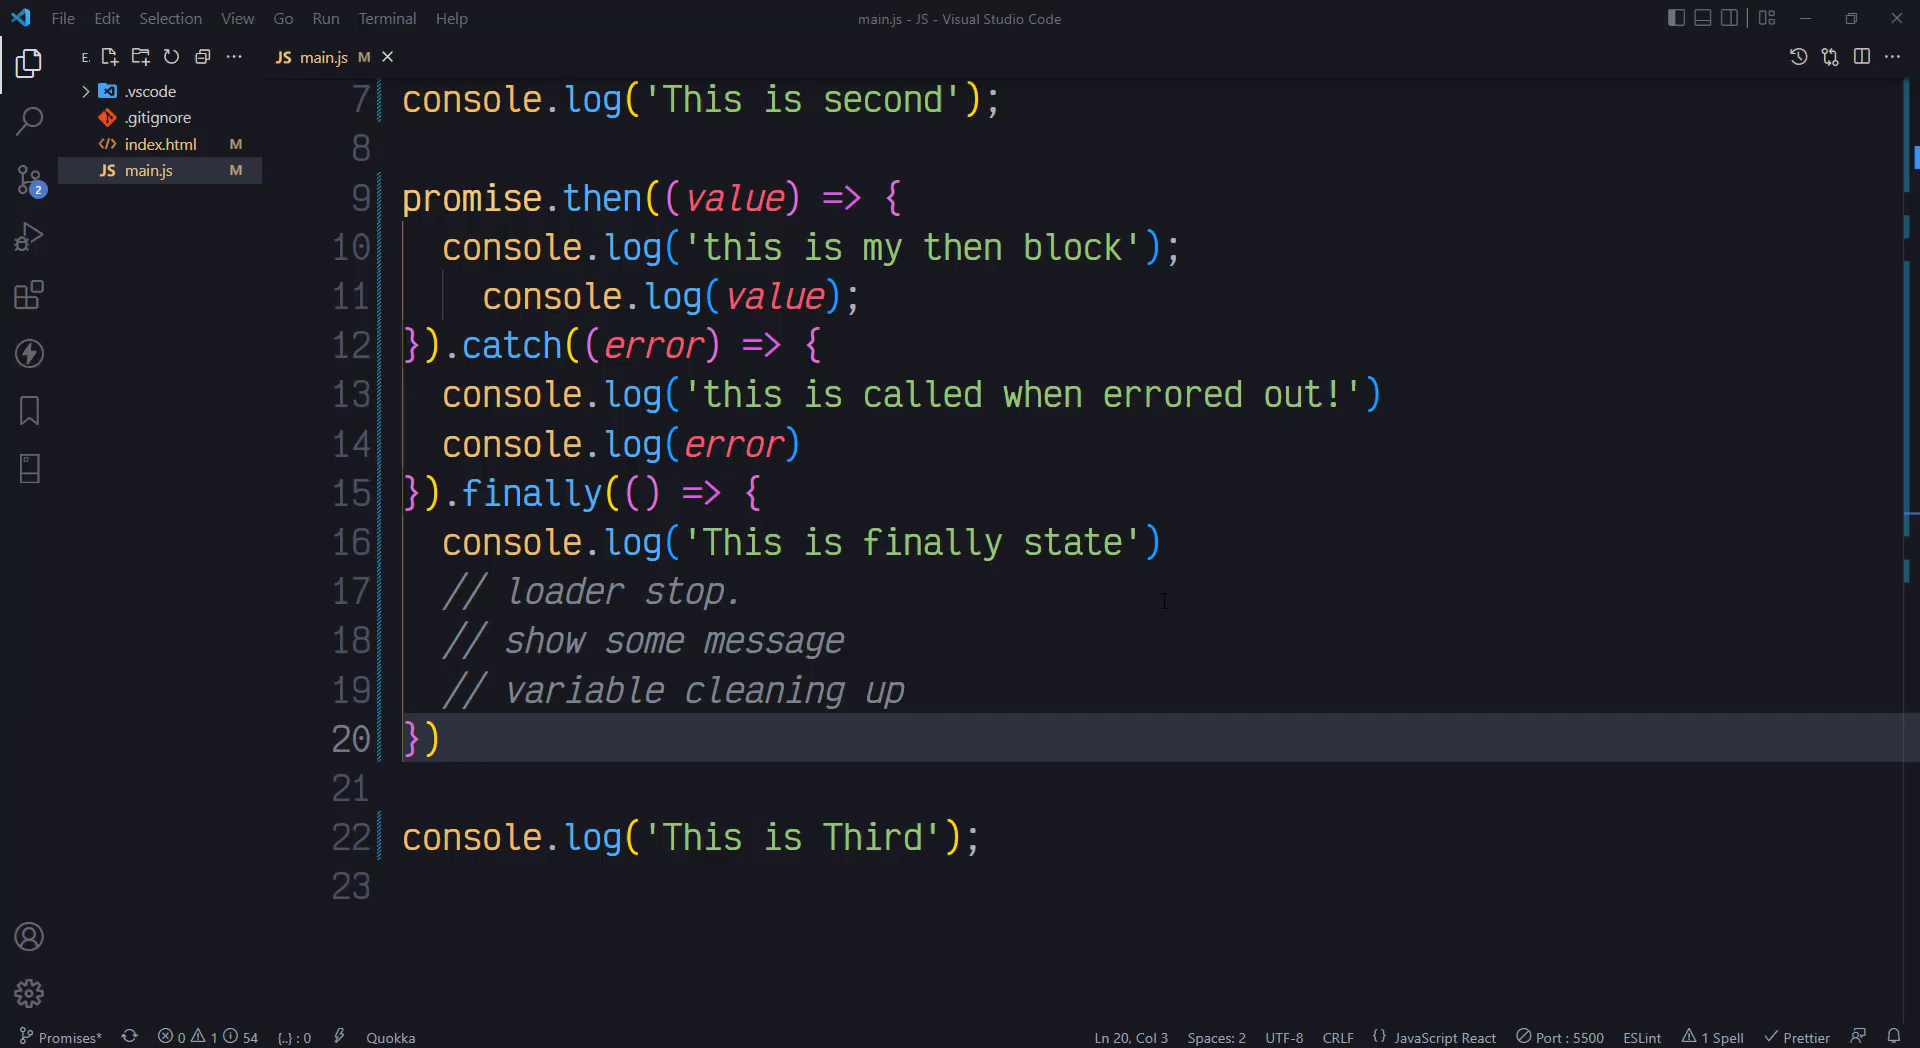 File Edit Selection View Go Run Terminal Help
main.js - JS - Visual Studio Code
E.
JS main.js M
.vscode
.gitignore
index.html M
JS main.js M
2
7 console.log('This is second');
8
9 promise.then((value) => {
10 console.log('this is my then block');
11 console.log(value);
12 }).catch((error) => {
13 console.log('this is called when errored out!')
14 console.log(error)
15 }).finally(() => {
16 console.log('This is finally state')
17 // loader stop.
18 // show some message
19 // variable cleaning up
20 })
21
22 console.log('This is Third');
23
Promises* 0 1 54 {..} : 0 Quokka Ln 20, Col 3 Spaces: 2 UTF-8 CRLF {} JavaScript React Port : 5500 ESLint 1 Spell Prettier